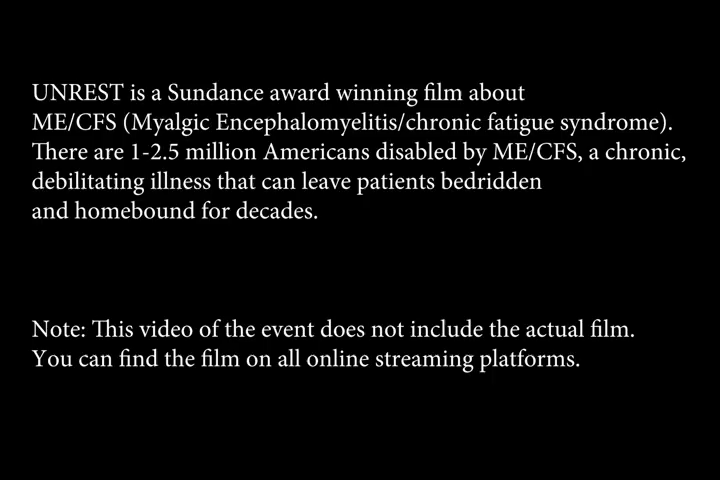 UNREST is a Sundance award winning film about
ME/CFS (Myalgic Encephalomyelitis/chronic fatigue syndrome).
There are 1-2.5 million Americans disabled by ME/CFS, a chronic,
debilitating illness that can leave patients bedridden
and homebound for decades.
Note: This video of the event does not include the actual film.
You can find the film on all online streaming platforms.